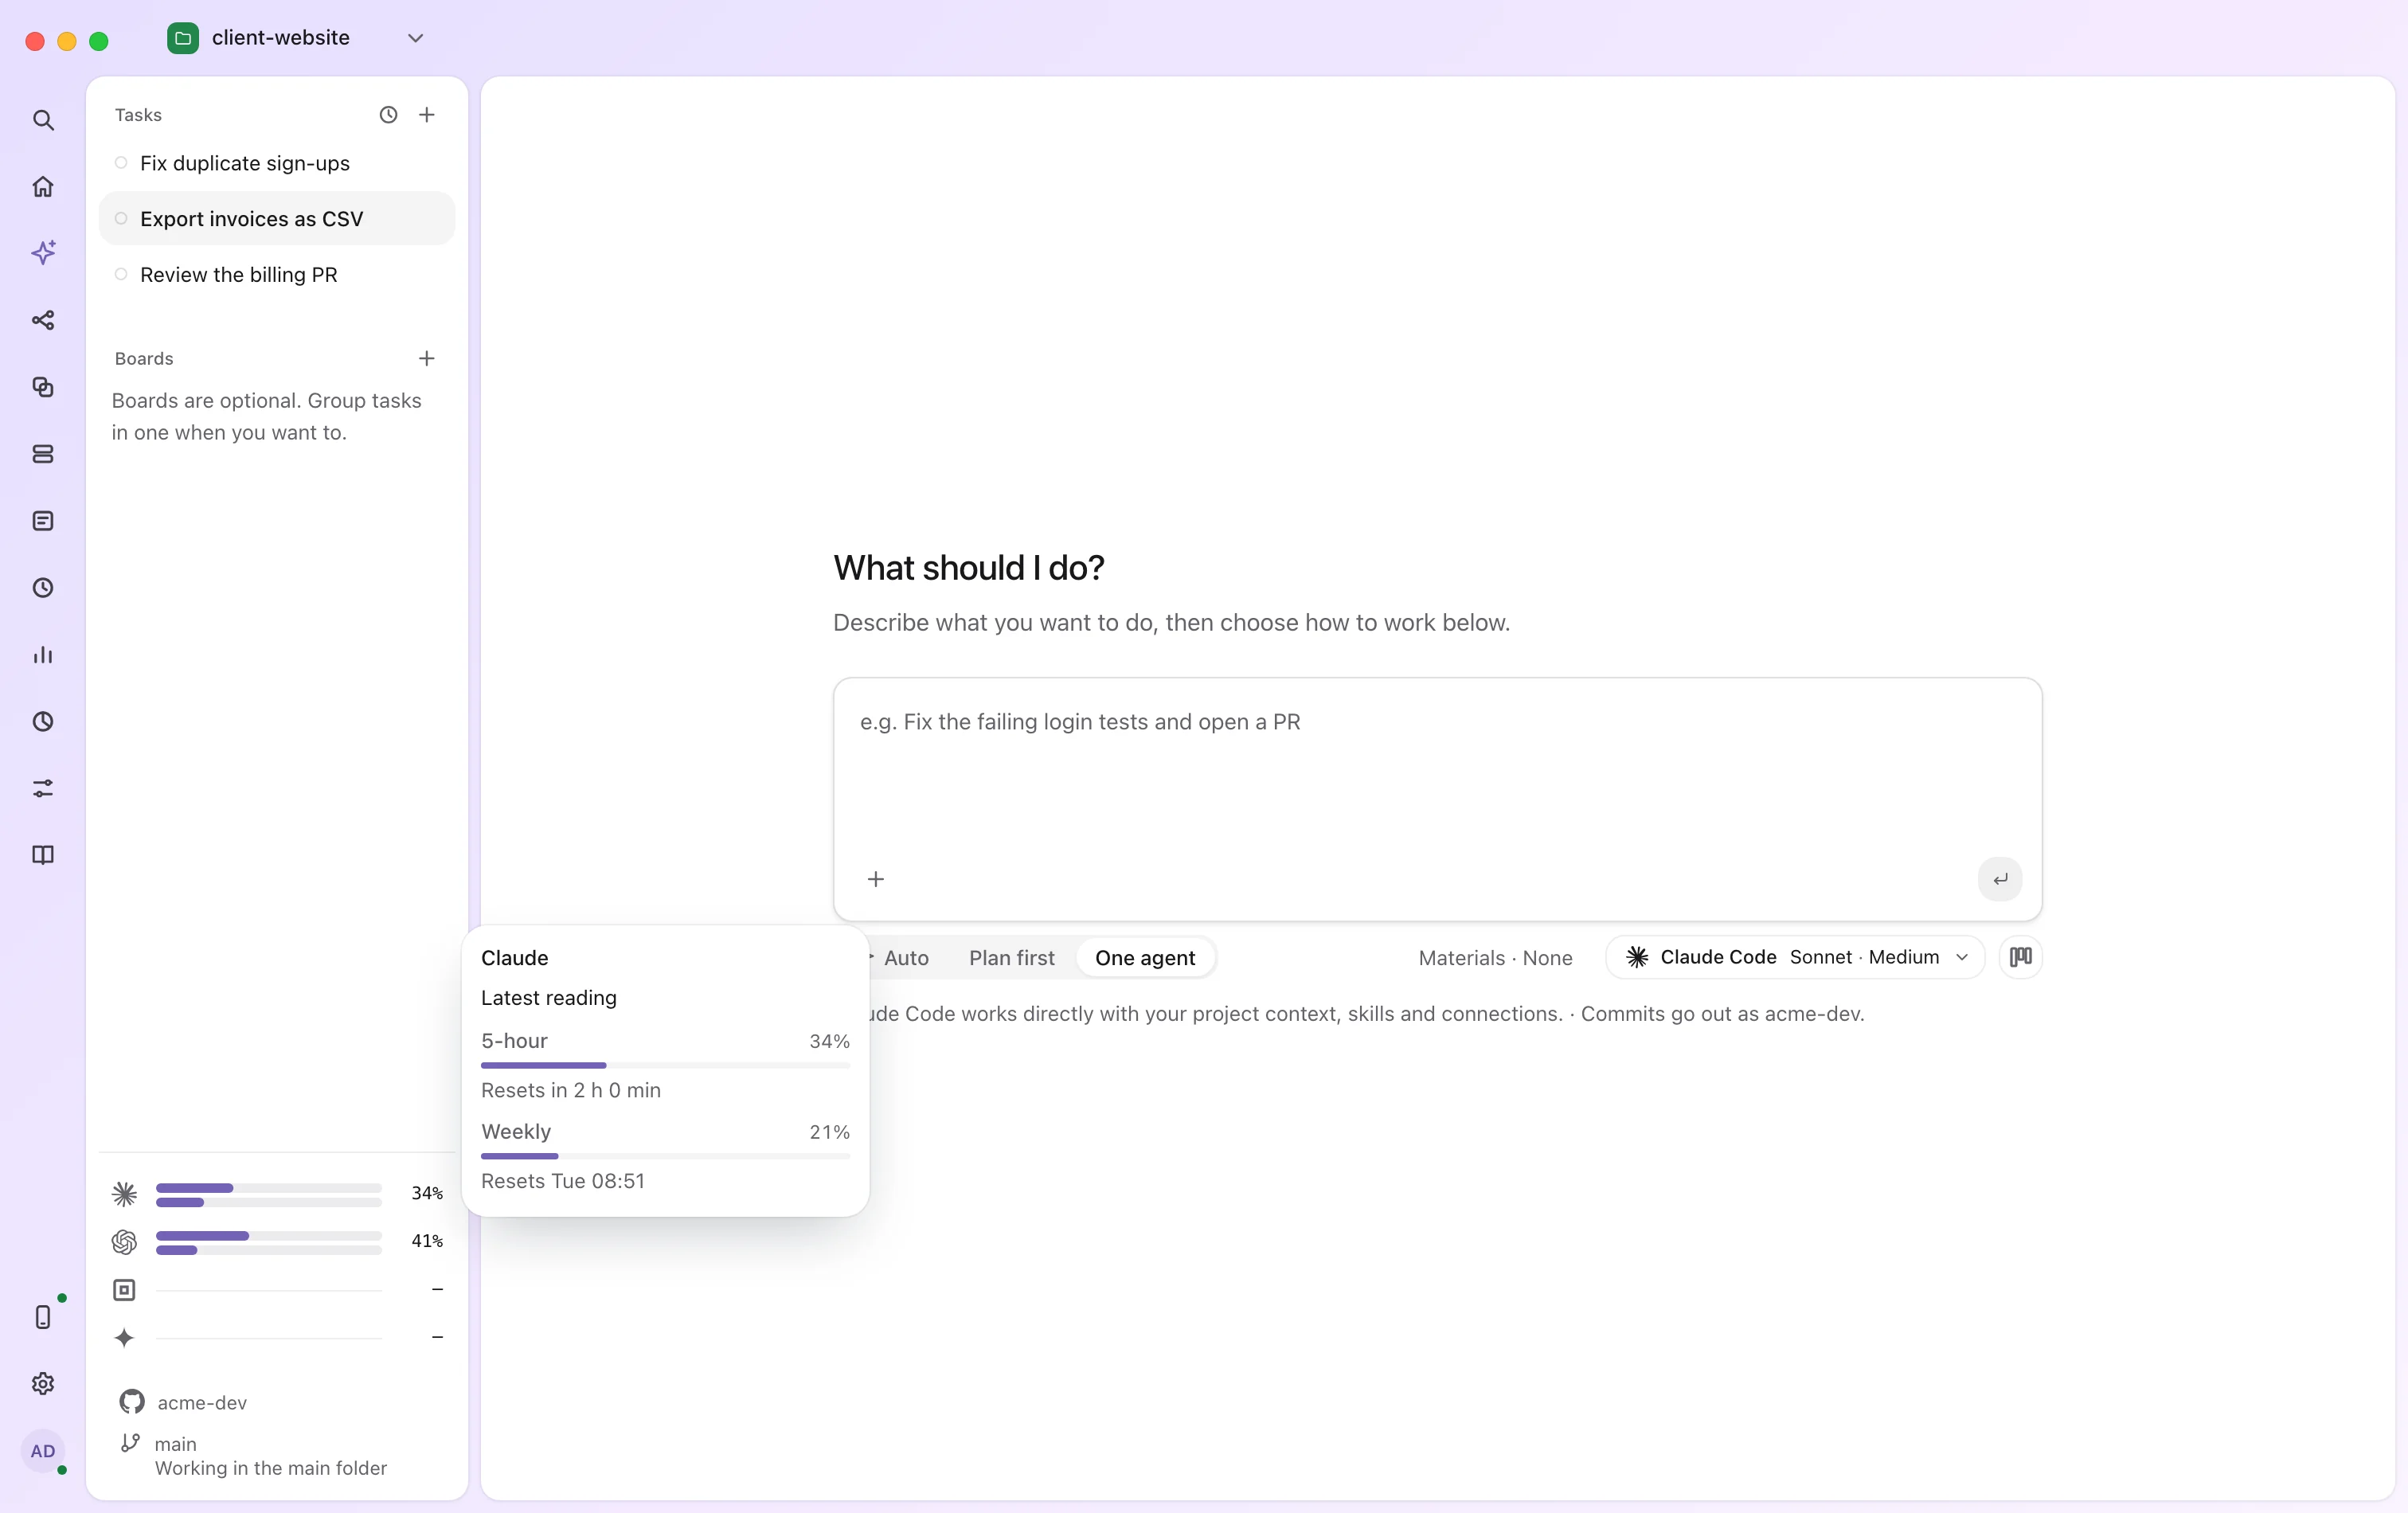 client-website
Tasks
Fix duplicate sign-ups
Export invoices as CSV
Review the billing PR
Boards
Boards are optional. Group tasks
in one when you want to.
What should I do?
Describe what you want to do, then choose how to work below.
e.g. Fix the failing login tests and open a PR
Auto
Plan first
One agent
Materials · None
Claude Code Sonnet · Medium
Code works directly with your project context, skills and connections. · Commits go out as acme-dev.
Claude
Latest reading
5-hour 34%
Resets in 2 h 0 min
Weekly 21%
Resets Tue 08:51
34%
41%
–
–
acme-dev
main
Working in the main folder
AD